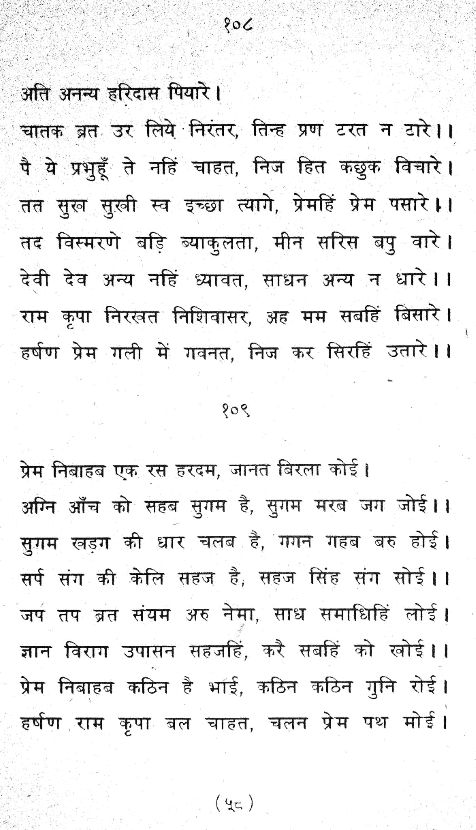 १०८
अति अनन्य हरिदास पियारे।
चातक ब्रत उर लिये निरंतर, तिन्ह प्रण टरत न टारे।।
पै ये प्रभुहूँ ते नहिं चाहत, निज हित कछुक विचारे।
तत सुख सुखी स्व इच्छा त्यागे, प्रेमहिं प्रेम पसारे।।
तद विस्मरणे बड़ि ब्याकुलता, मीन सरिस बपु वारे।
देवी देव अन्य नहिं ध्यावत, साधन अन्य न धारे।।
राम कृपा निरखत निशिवासर, अह मम सबहिं बिसारे।
हर्षण प्रेम गली में गवनत, निज कर सिरहिं उतारे।।
१०९
प्रेम निबाहब एक रस हरदम, जानत बिरला कोई।
अग्नि आँच को सहब सुगम है, सुगम मरब जग जोई।।
सुगम खड़ग की धार चलब है, गगन गहब बरु होई।
सर्प संग की केलि सहज है, सहज सिंह संग सोई।।
जप तप ब्रत संयम अरु नेमा, साध समाधिहिं लोई।
ज्ञान विराग उपासन सहजहिं, करै सबहिं को खोई।।
प्रेम निबाहब कठिन है भाई, कठिन कठिन गुनि रोई।
हर्षण राम कृपा बल चाहत, चलन प्रेम पथ मोई।
(५८)